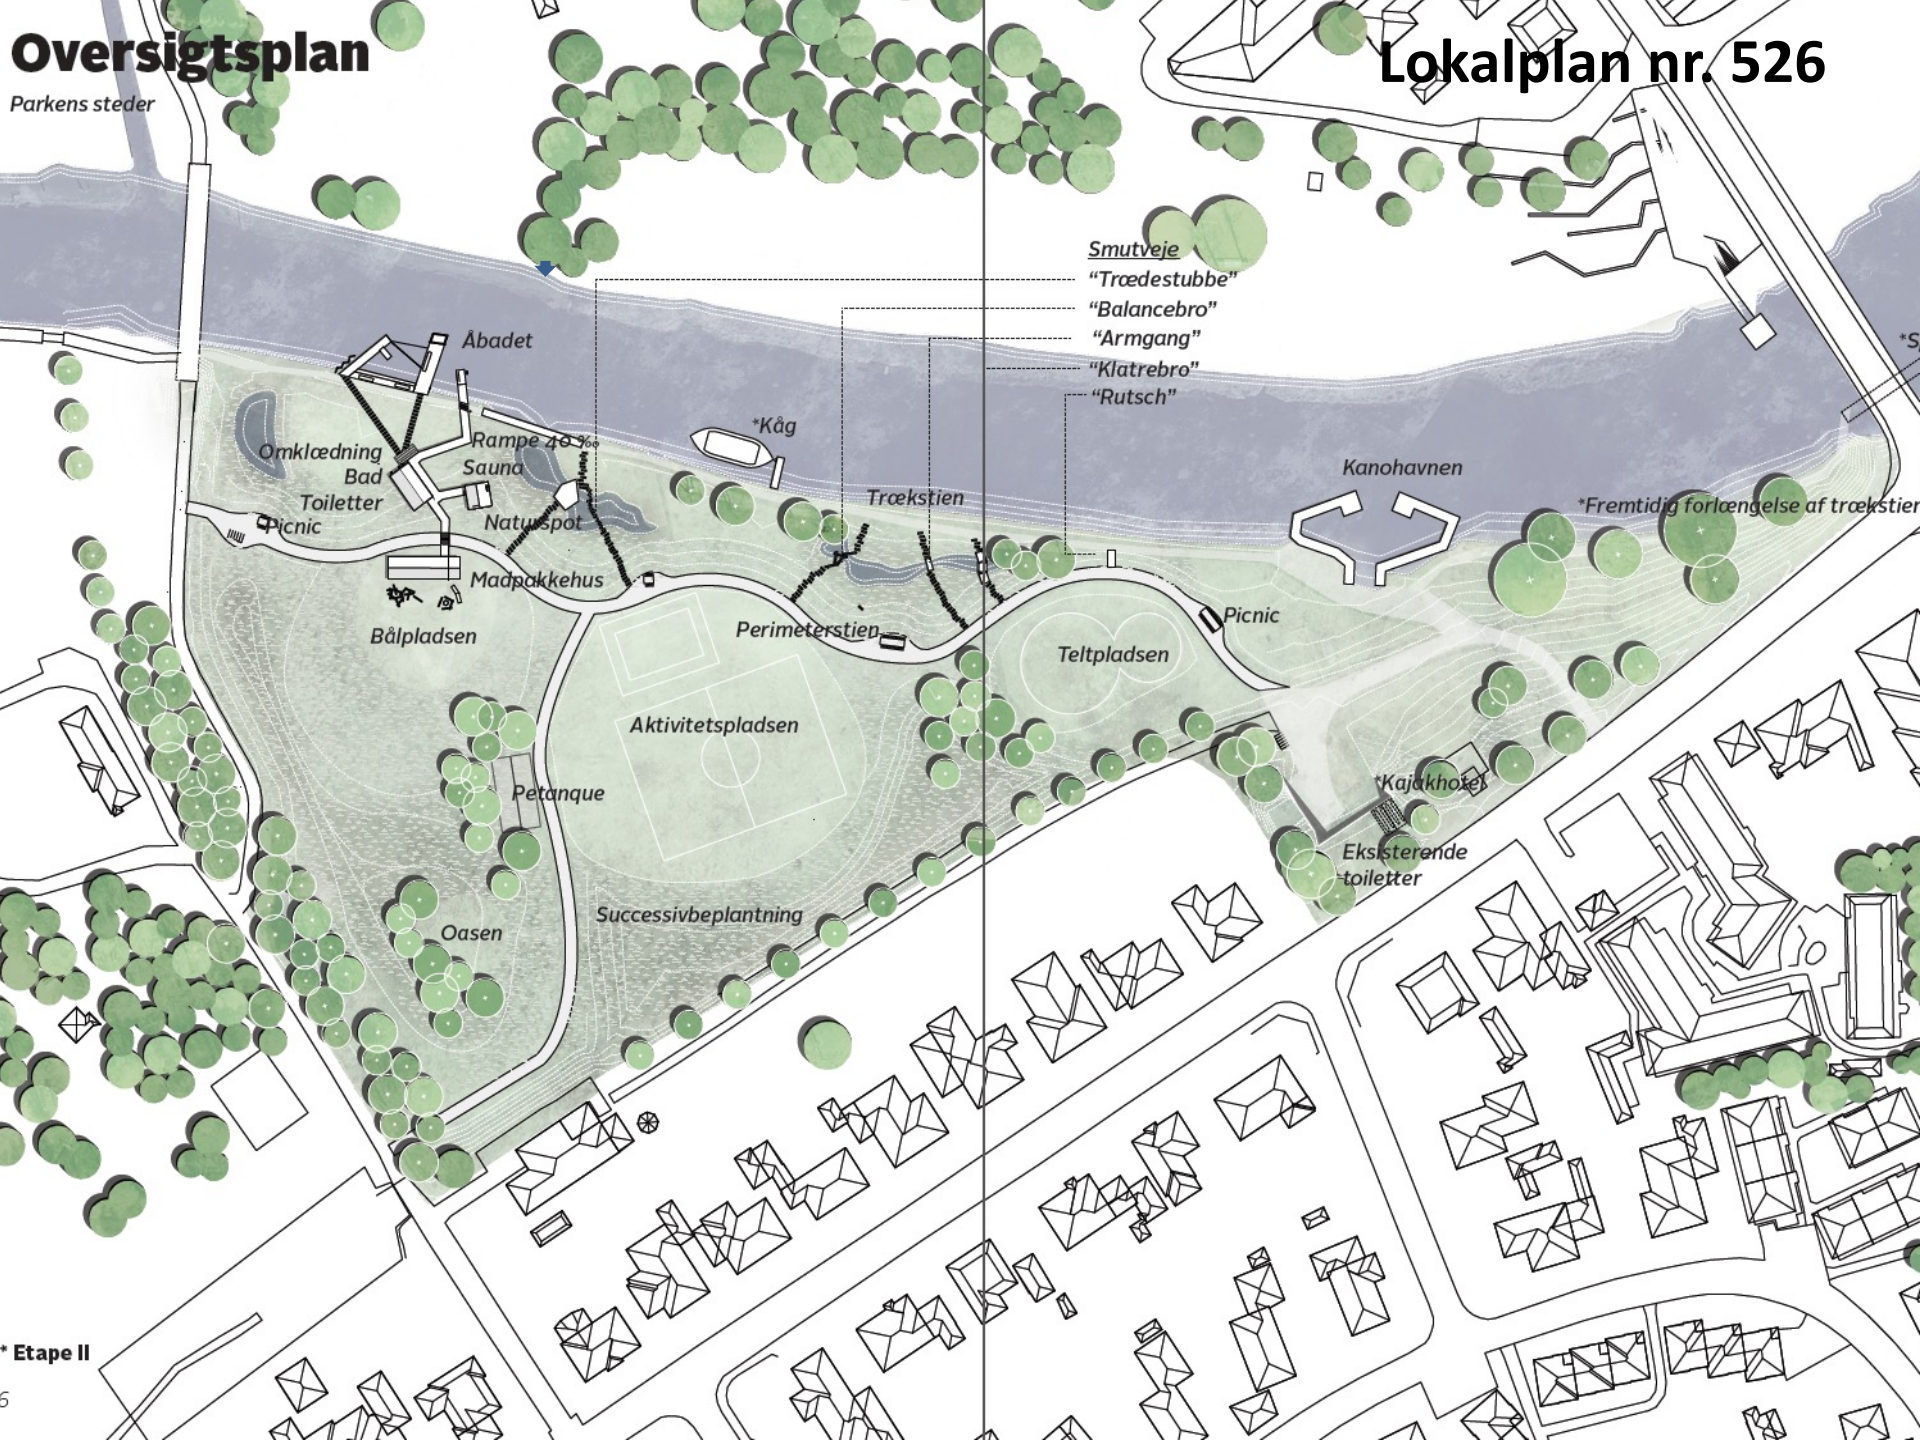 Oversigtsplan
Lokalplan nr. 526
Parkens steder
Smutveje
“Trædestubbe”
“Balancebro”
“Armgang”
“Klatrebro”
“Rutsch”
Åbadet
*Kåg
Rampe 40 ‰
Omklædning
Bad
Toiletter
Sauna
Kanohavnen
Trækstien
*Fremtidig forlængelse af trækstien
Picnic
Naturspot
Madpakkehus
Bålpladsen
Perimeterstien
Picnic
Teltpladsen
Aktivitetspladsen
Petanque
*Kajakhotel
Eksisterende
toiletter
Successivbeplantning
Oasen
* Etape II
6